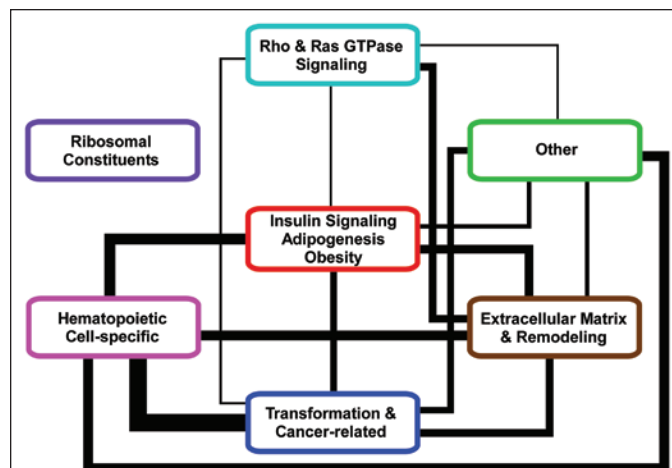 Rho & Ras GTPase
Signaling
Ribosomal
Constituents
Other
Insulin Signaling
Adipogenesis
Obesity
Hematopoietic
Cell-specific
Extracellular Matrix
& Remodeling
Transformation &
Cancer-related